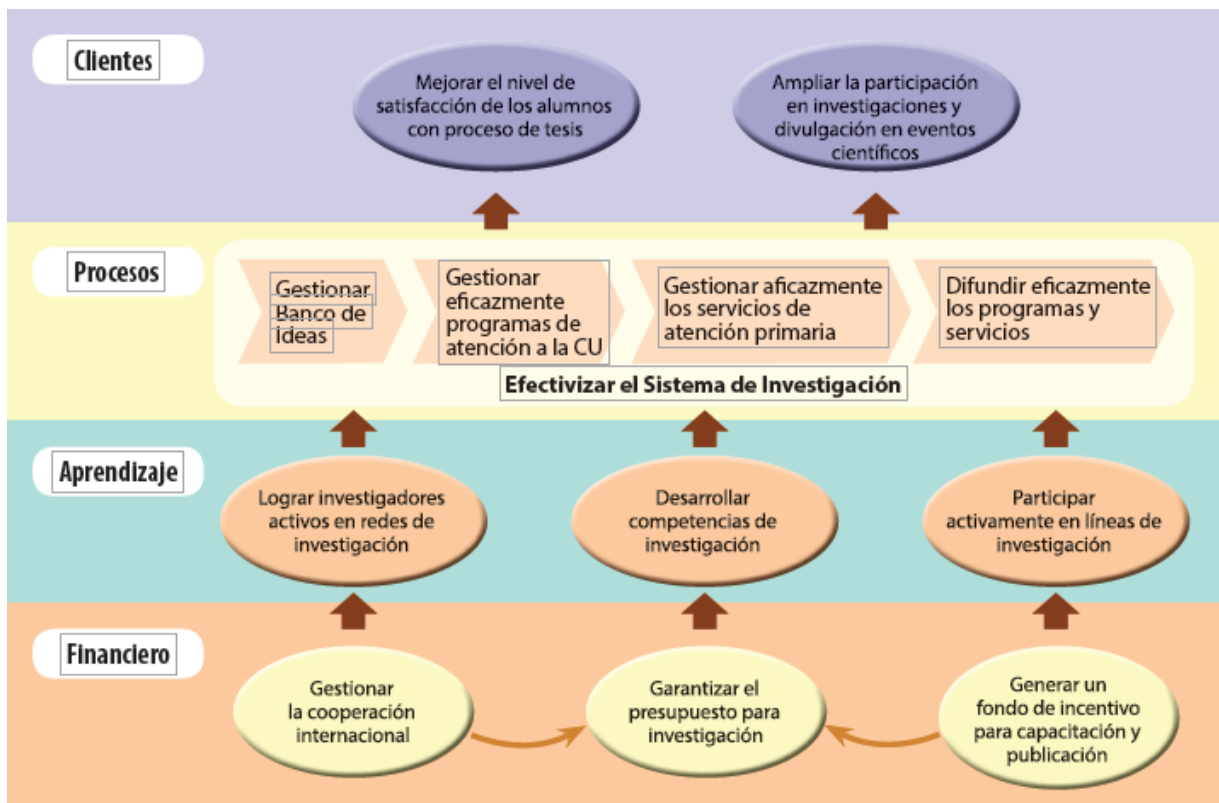 Clientes
Mejorar el nivel de
satisfacción de los alumnos
con proceso de tesis
Ampliar la participación
en investigaciones y
divulgación en eventos
científicos
Procesos
Gestionar
Banco de
Ideas
Gestionar
eficazmente
programas de
atención a la CU
Gestionar aficazmente
los servicios de
atención primaria
Difundir eficazmente
los programas y
servicios
Efectivizar el Sistema de Investigación
Aprendizaje
Lograr investigadores
activos en redes de
investigación
Desarrollar
competencias de
investigación
Participar
activamente en líneas de
investigación
Financiero
Gestionar
la cooperación
internacional
Garantizar el
presupuesto para
investigación
Generar un
fondo de incentivo
para capacitación y
publicación